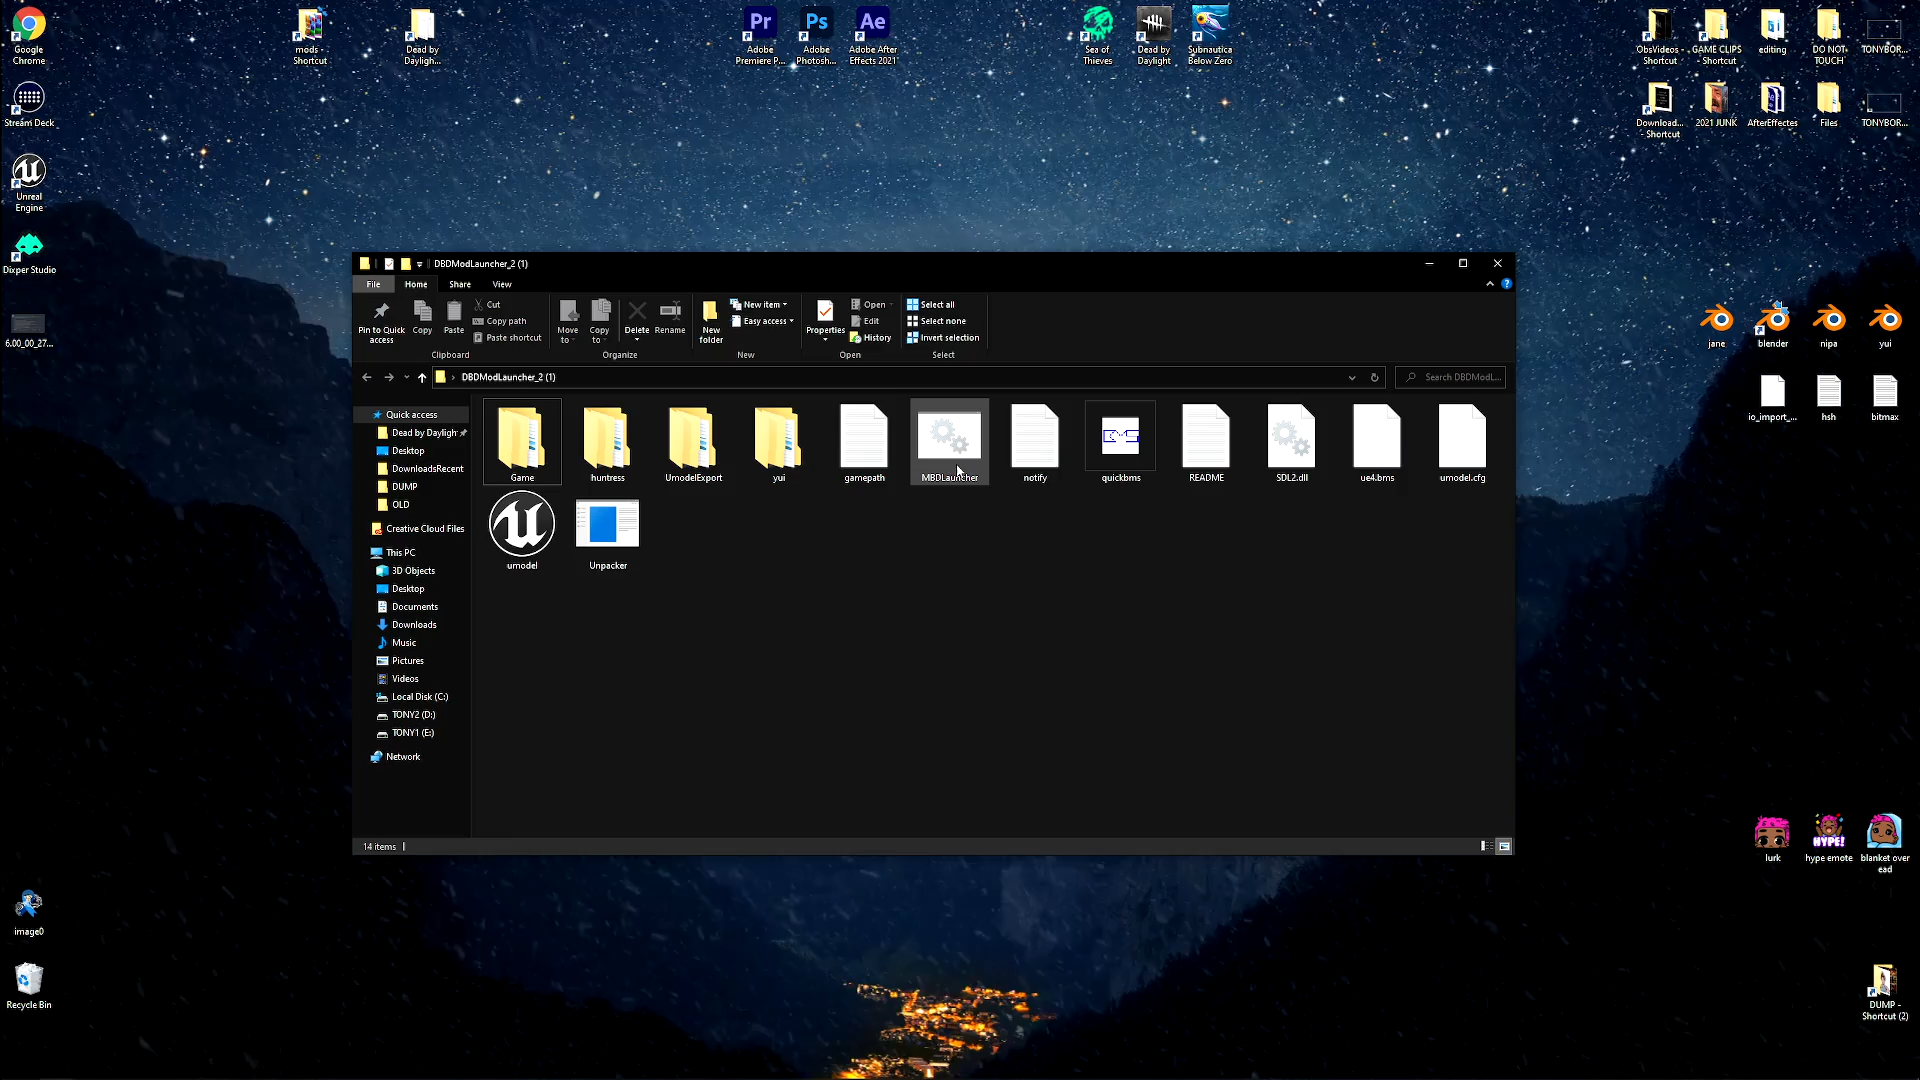 Google
Chrome
mods -
Shortcut
Dead by
Dayligh...
Pr
Adobe
Premiere P...
Ps
Adobe
Photosh...
Ae
Adobe After
Effects 2021
Sea of
Thieves
Dead by
Daylight
Subnautica
Below Zero
ObsVideos -
Shortcut
GAME CLIPS
- Shortcut
editing
DO NOT
TOUCH
TONYBOR...
Stream Deck
Download...
- Shortcut
2021 JUNK
AfterEffectes
Files
TONYBOR...
Unreal
Engine
Dixper Studio
6.00_00_27...
DBDModLauncher_2 (1)
File
Home
Share
View
Pin to Quick
access
Copy
Paste
Cut
Copy path
Paste shortcut
Clipboard
Move
to
Copy
to
Delete
Rename
Organize
New
folder
New item
Easy access
New
Properties
Open
Edit
History
Open
Select all
Select none
Invert selection
Select
DBDModLauncher_2 (1)
Search DBDModL...
Quick access
Dead by Dayligh
Desktop
DownloadsRecent
DUMP
OLD
Creative Cloud Files
This PC
3D Objects
Desktop
Documents
Downloads
Music
Pictures
Videos
Local Disk (C:)
TONY2 (D:)
TONY1 (E:)
Network
Game
huntress
UmodelExport
yui
gamepath
MBDLauncher
notify
quickbms
README
SDL2.dll
ue4.bms
umodel.cfg
umodel
Unpacker
14 items
jane
blender
nipa
yui
io_import_...
hsh
bitmax
HYPE!
lurk
hype emote
blanket over
ead
image0
Recycle Bin
DUMP -
Shortcut (2)